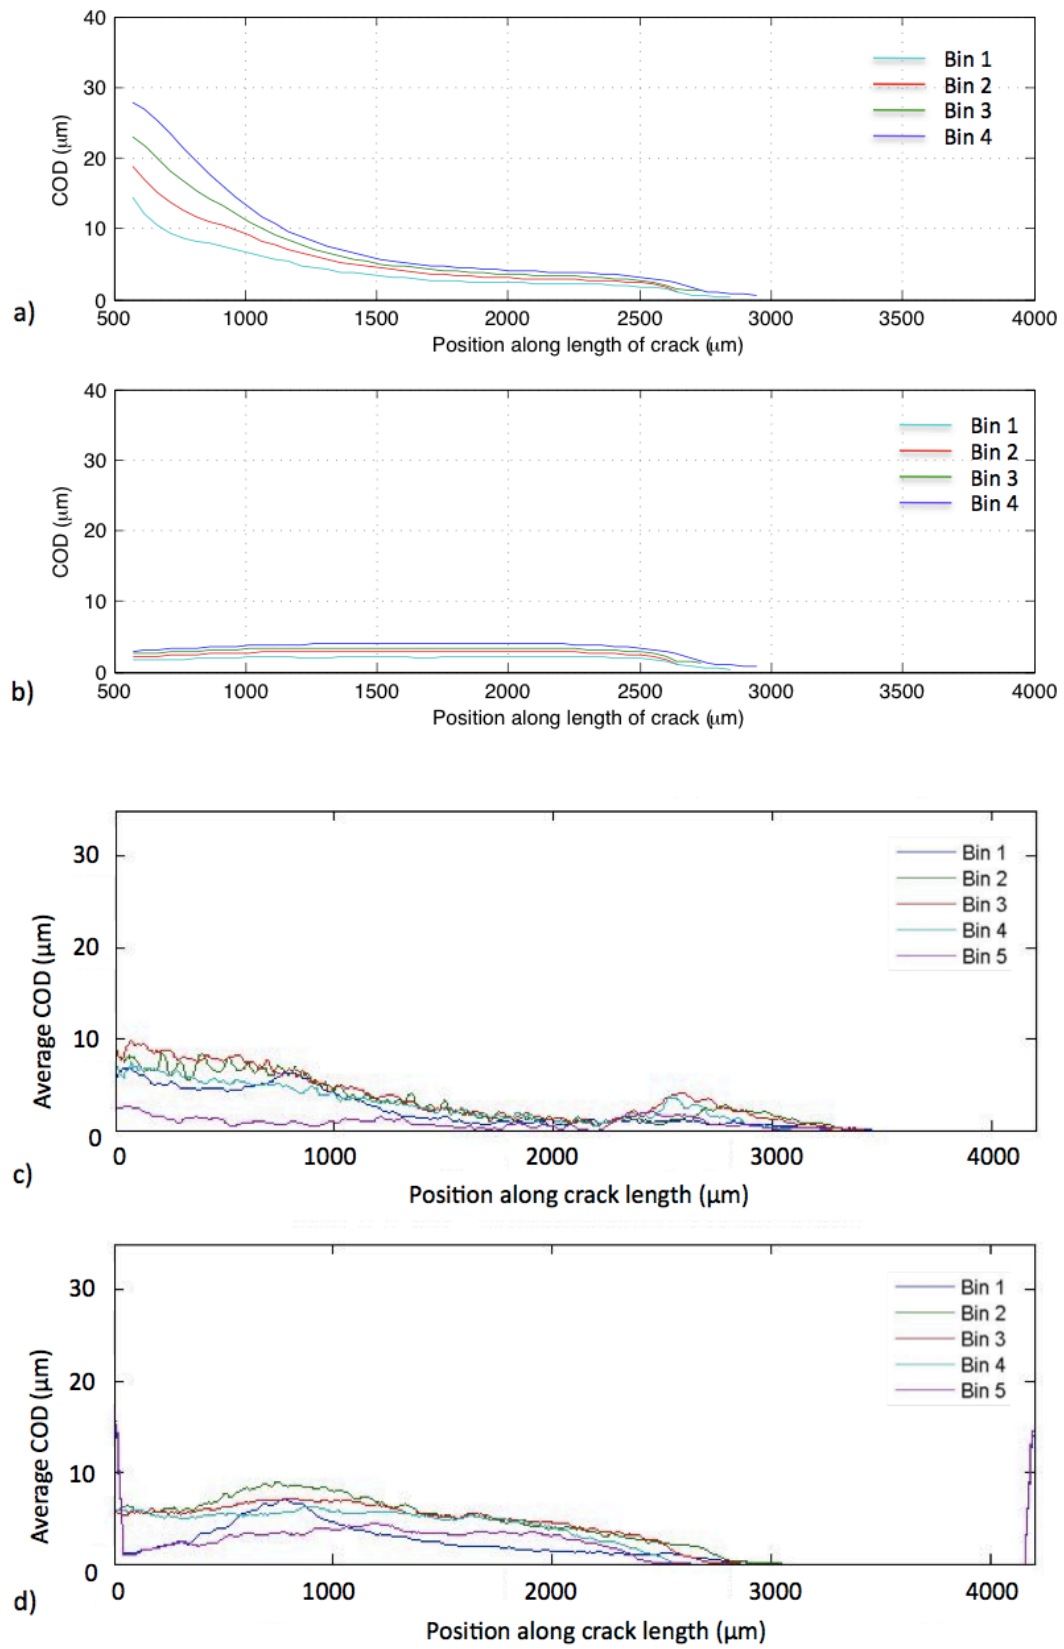 40
30
20
10
0
COD (μm)
Bin 1
Bin 2
Bin 3
Bin 4
a)
500 1000 1500 2000 2500 3000 3500 4000
Position along length of crack (μm)
40
30
20
10
0
COD (μm)
Bin 1
Bin 2
Bin 3
Bin 4
b)
500 1000 1500 2000 2500 3000 3500 4000
Position along length of crack (μm)
30
20
10
0
Average COD (μm)
Bin 1
Bin 2
Bin 3
Bin 4
Bin 5
c)
0 1000 2000 3000 4000
Position along crack length (μm)
30
20
10
0
Average COD (μm)
Bin 1
Bin 2
Bin 3
Bin 4
Bin 5
d)
0 1000 2000 3000 4000
Position along crack length (μm)